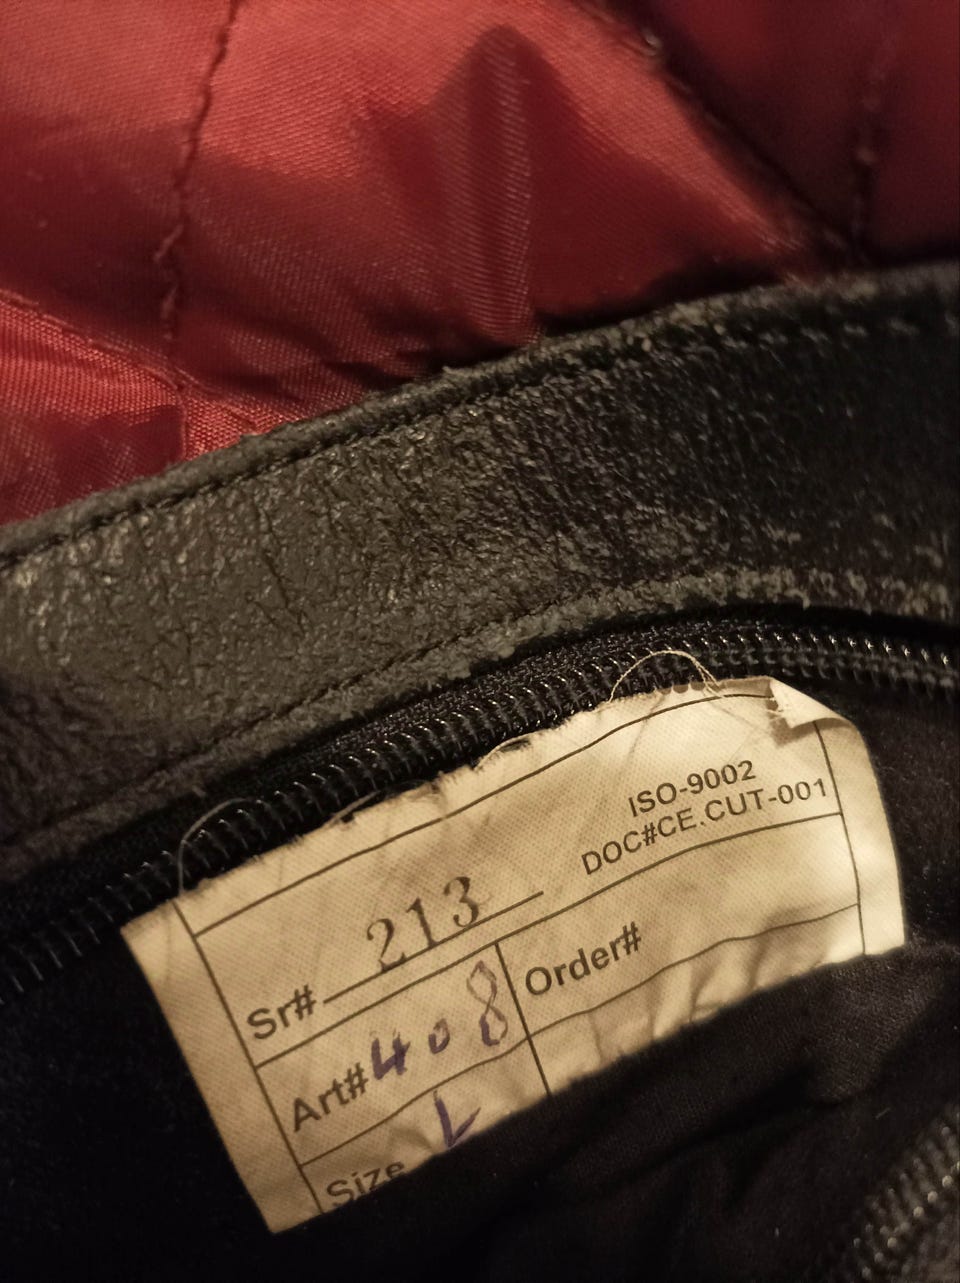 ISO-9002
DOC#CE.CUT-001
Sr# 213
Art# 408 Order#
Size L